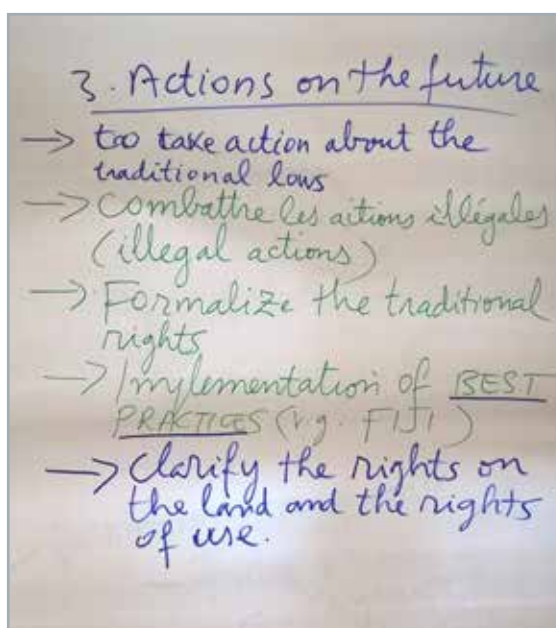 3. Actions on the future
→ too take action about the
traditional lows
→ Combatthe les actions illégales
(illegal actions)
→ Formalize the traditional
rights
→ Implementation of BEST
PRACTICES (v.g. FIJI)
→ Clarify the rights on
the land and the rights
of use.